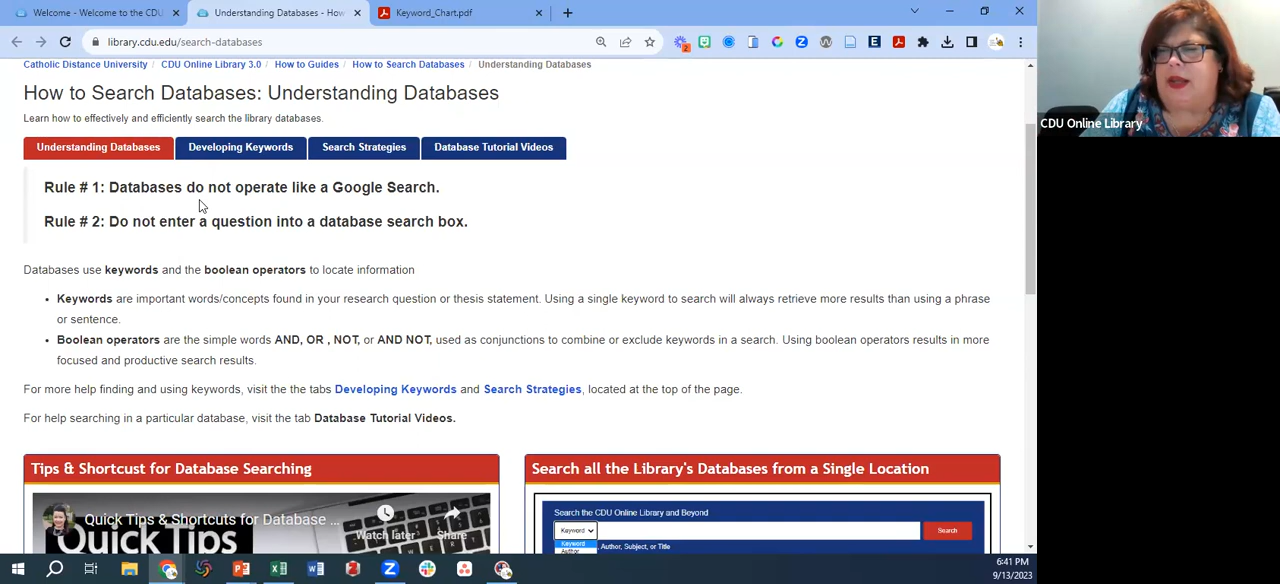 Welcome - Welcome to the CDU
Understanding Databases - How
Keyword_Chart.pdf
library.cdu.edu/search-databases
CDU Online Library
Catholic Distance University / CDU Online Library 3.0 / How to Guides / How to Search Databases / Understanding Databases
How to Search Databases: Understanding Databases
Learn how to effectively and efficiently search the library databases.
Understanding Databases
Developing Keywords
Search Strategies
Database Tutorial Videos
Rule # 1: Databases do not operate like a Google Search.
Rule # 2: Do not enter a question into a database search box.
Databases use keywords and the boolean operators to locate information
• Keywords are important words/concepts found in your research question or thesis statement. Using a single keyword to search will always retrieve more results than using a phrase
or sentence.
• Boolean operators are the simple words AND, OR , NOT, or AND NOT, used as conjunctions to combine or exclude keywords in a search. Using boolean operators results in more
focused and productive search results.
For more help finding and using keywords, visit the the tabs Developing Keywords and Search Strategies, located at the top of the page.
For help searching in a particular database, visit the tab Database Tutorial Videos.
Tips & Shortcust for Database Searching
Search all the Library's Databases from a Single Location
Quick Tips & Shortcuts for Database ...
Watch later
Share
Quick Tips
Search the CDU Online Library and Beyond
Keyword
Search
Keyword
Author
, Author, Subject, or Title
6:41 PM
9/13/2023